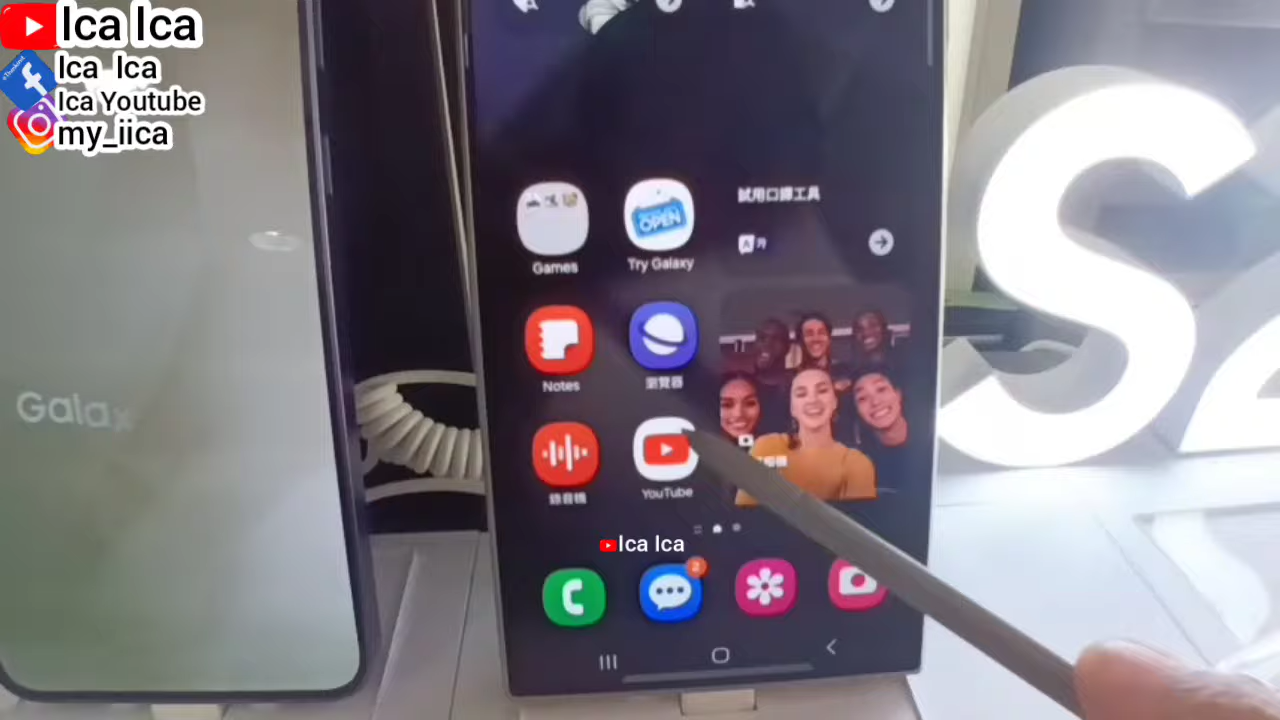 Ica Ica
Ica Ica
Ica Youtube
my_iica
Games
Try Galaxy
OPEN
試用口譯工具
Notes
瀏覽器
錄音機
YouTube
Ica Ica
2
Galax
S2